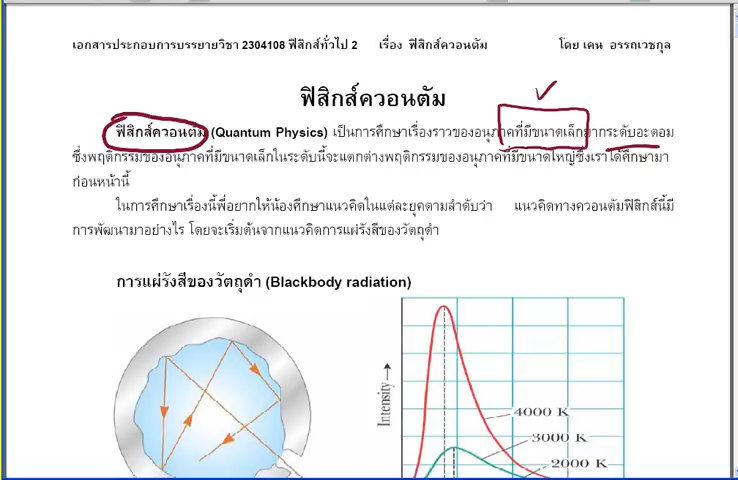 เอกสารประกอบการบรรยายวิชา 2304108 ฟิสิกส์ทั่วไป 2 เรื่อง ฟิสิกส์ควอนตัม โดย เคน อรรถเวชกุล
ฟิสิกส์ควอนตัม
ฟิสิกส์ควอนตัม (Quantum Physics) เป็นการศึกษาเรื่องราวของอนุภาคที่มีขนาดเล็กมากระดับอะตอม
ซึ่งพฤติกรรมของอนุภาคที่มีขนาดเล็กในระดับนี้จะแตกต่างพฤติกรรมของอนุภาคที่มีขนาดใหญ่ซึ่งเราได้ศึกษามา
ก่อนหน้านี้
ในการศึกษาเรื่องนี้พี่อยากให้น้องศึกษาแนวคิดในแต่ละยุคตามลำดับว่า แนวคิดทางควอนตัมฟิสิกส์นี้มี
การพัฒนามาอย่างไร โดยจะเริ่มต้นจากแนวคิดการแผ่รังสีของวัตถุดำ
การแผ่รังสีของวัตถุดำ (Blackbody radiation)
Intensity
4000 K
3000 K
2000 K